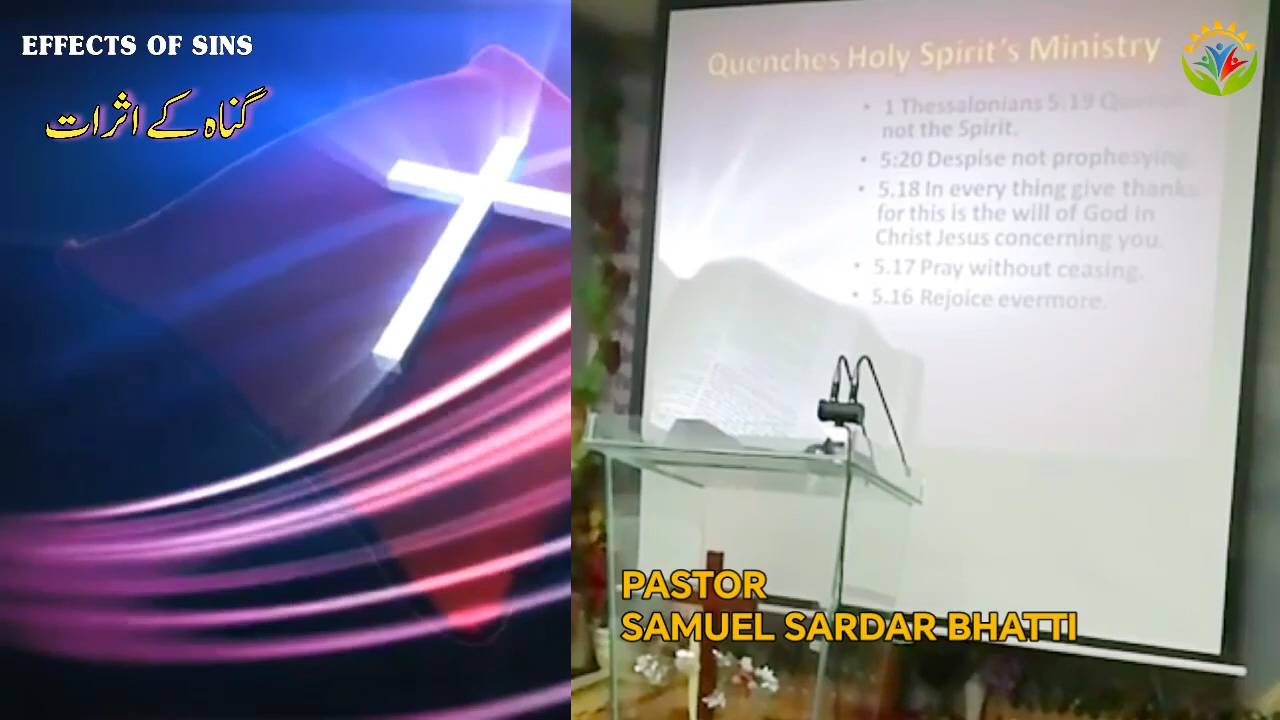 EFFECTS OF SINS
گناہ کے اثرات
Quenches Holy Spirit's Ministry
• 1 Thessalonians 5.19 Quench
not the Spirit.
• 5:20 Despise not prophesying
• 5.18 In every thing give thanks
for this is the will of God in
Christ Jesus concerning you.
• 5.17 Pray without ceasing.
• 5.16 Rejoice evermore.
PASTOR
SAMUEL SARDAR BHATTI